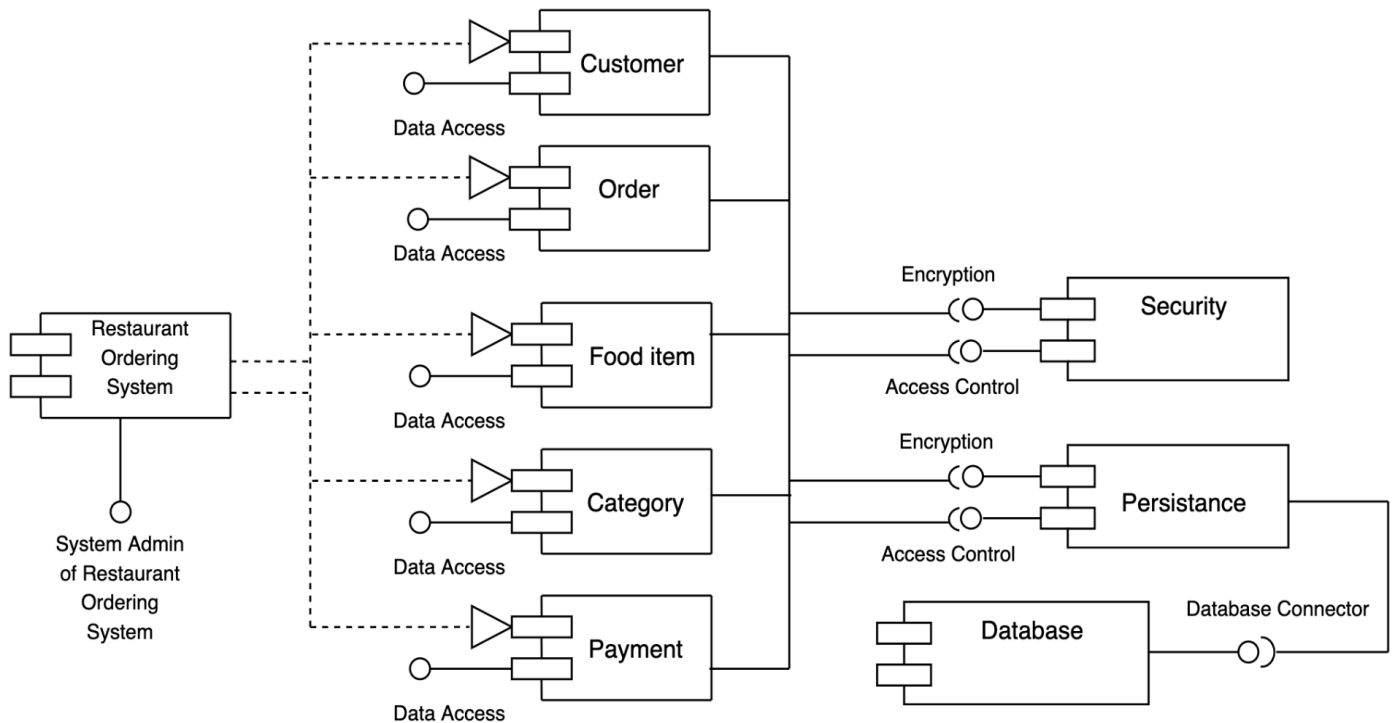 Customer
Data Access
Order
Data Access
Encryption
Security
Access Control
Restaurant
Ordering
System
Food item
Data Access
Encryption
Persistance
Access Control
Category
Data Access
System Admin
of Restaurant
Ordering
System
Database Connector
Database
Payment
Data Access